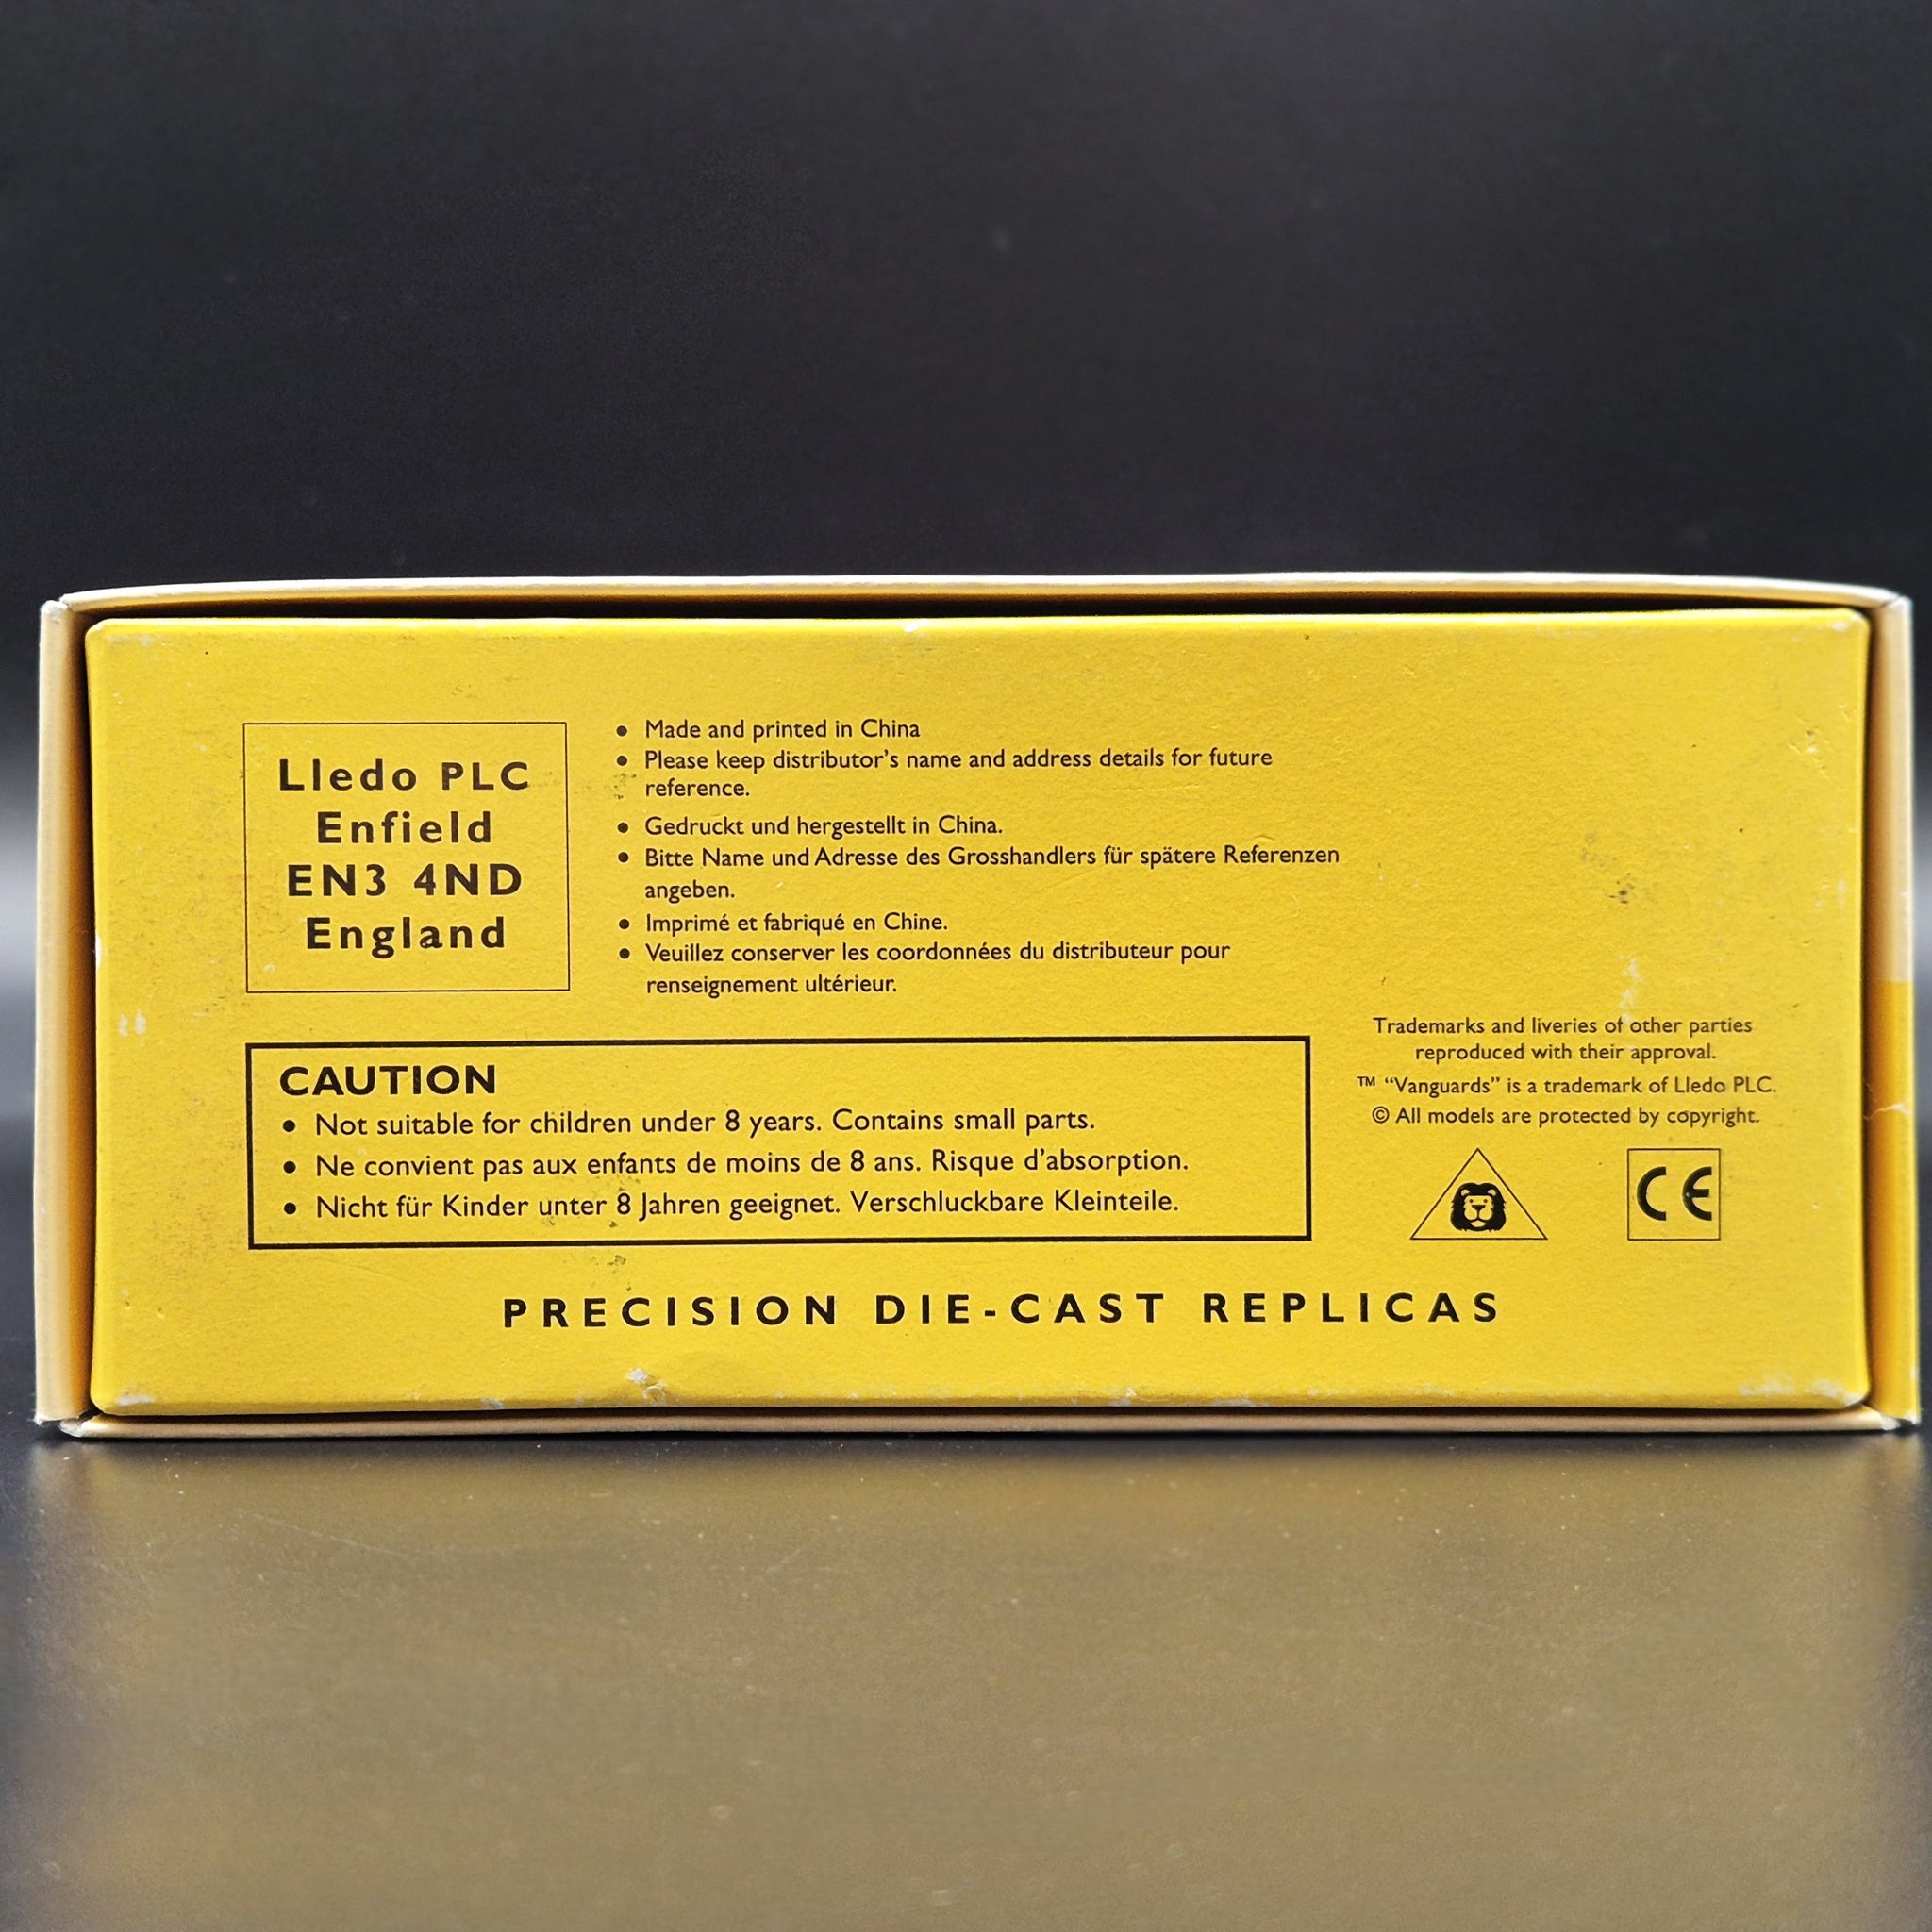 Lledo PLC
Enfield
EN3 4ND
England
• Made and printed in China
• Please keep distributor's name and address details for future
reference.
• Gedruckt und hergestellt in China.
• Bitte Name und Adresse des Grosshandlers für spätere Referenzen
angeben.
• Imprimé et fabriqué en Chine.
• Veuillez conserver les coordonnées du distributeur pour
renseignement ultérieur.
CAUTION
• Not suitable for children under 8 years. Contains small parts.
• Ne convient pas aux enfants de moins de 8 ans. Risque d'absorption.
• Nicht für Kinder unter 8 Jahren geeignet. Verschluckbare Kleinteile.
Trademarks and liveries of other parties
reproduced with their approval.
™ “Vanguards” is a trademark of Lledo PLC.
© All models are protected by copyright.
CE
PRECISION DIE-CAST REPLICAS